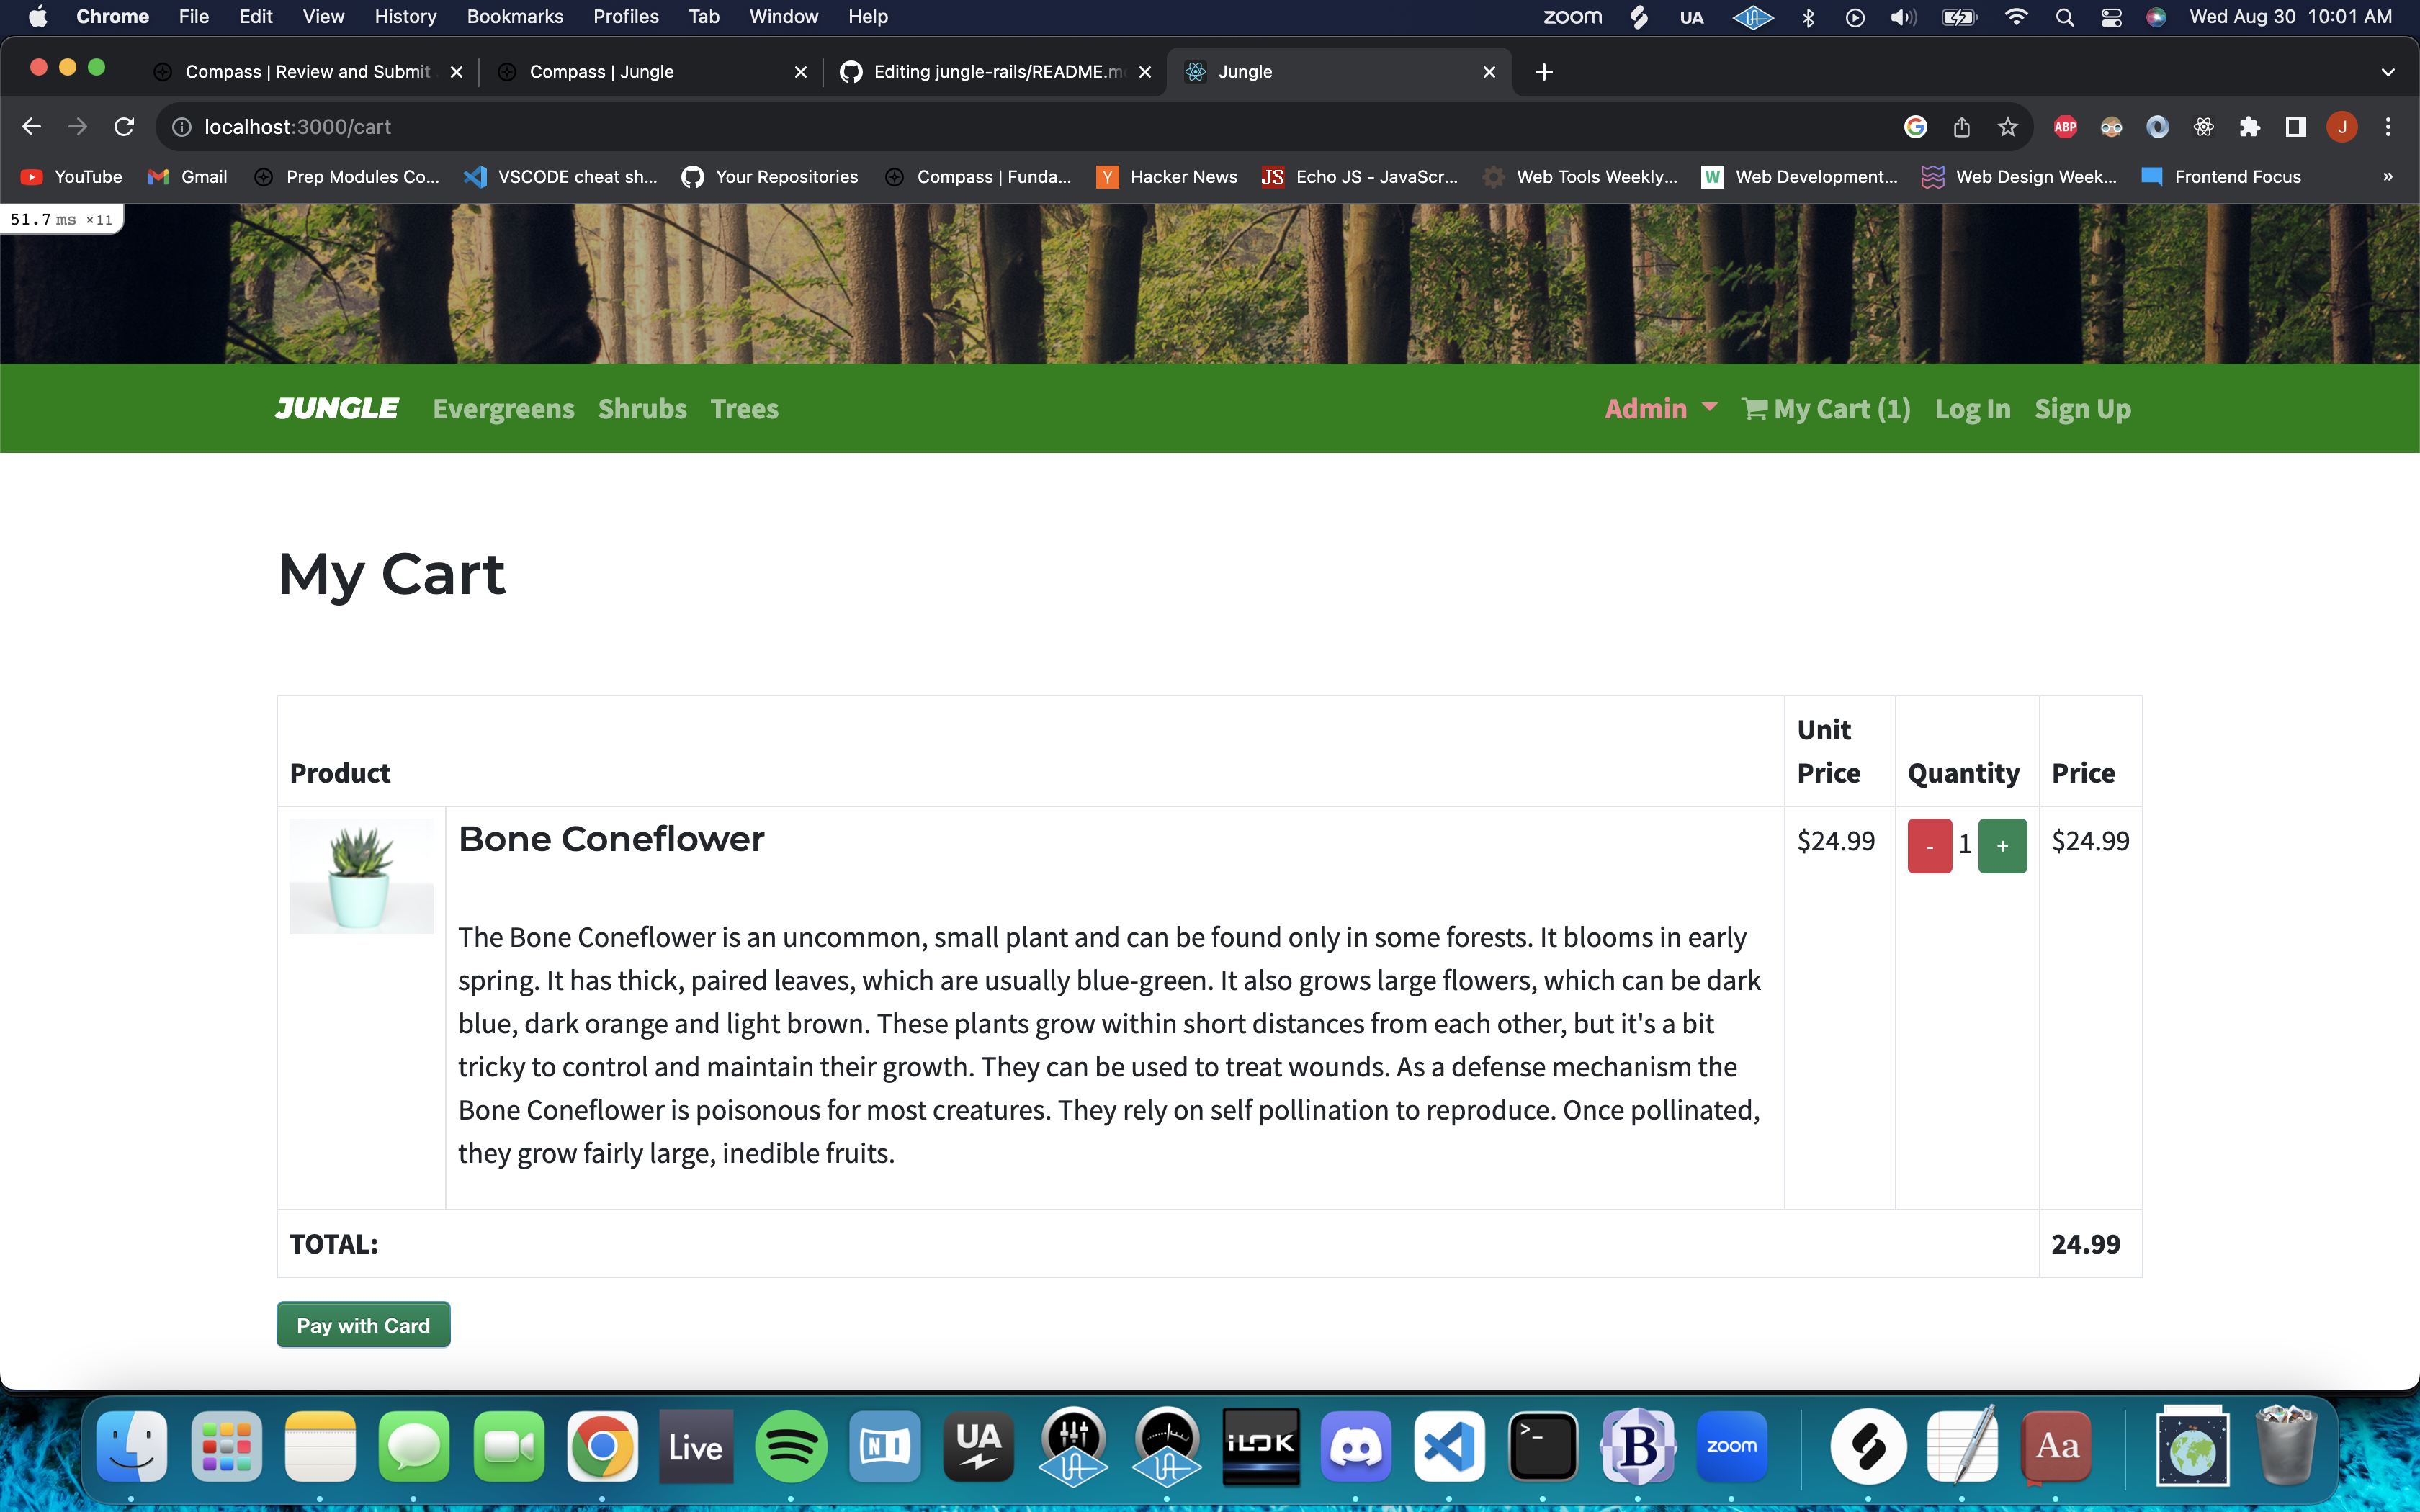 Chrome File Edit View History Bookmarks Profiles Tab Window Help zoom UA Wed Aug 30 10:01 AM
Compass | Review and Submit Compass | Jungle Editing jungle-rails/README.m Jungle
localhost:3000/cart ABP J
YouTube Gmail Prep Modules Co... VSCODE cheat sh... Your Repositories Compass | Funda... Y Hacker News JS Echo JS - JavaScr... Web Tools Weekly... W Web Development... Web Design Week... Frontend Focus »
51.7 ms ×11
JUNGLE Evergreens Shrubs Trees Admin My Cart (1) Log In Sign Up
My Cart
Product Unit Price Quantity Price
Bone Coneflower $24.99 - 1 + $24.99
The Bone Coneflower is an uncommon, small plant and can be found only in some forests. It blooms in early
spring. It has thick, paired leaves, which are usually blue-green. It also grows large flowers, which can be dark
blue, dark orange and light brown. These plants grow within short distances from each other, but it's a bit
tricky to control and maintain their growth. They can be used to treat wounds. As a defense mechanism the
Bone Coneflower is poisonous for most creatures. They rely on self pollination to reproduce. Once pollinated,
they grow fairly large, inedible fruits.
TOTAL: 24.99
Pay with Card
Live NI UA iLOK >_ B zoom Aa